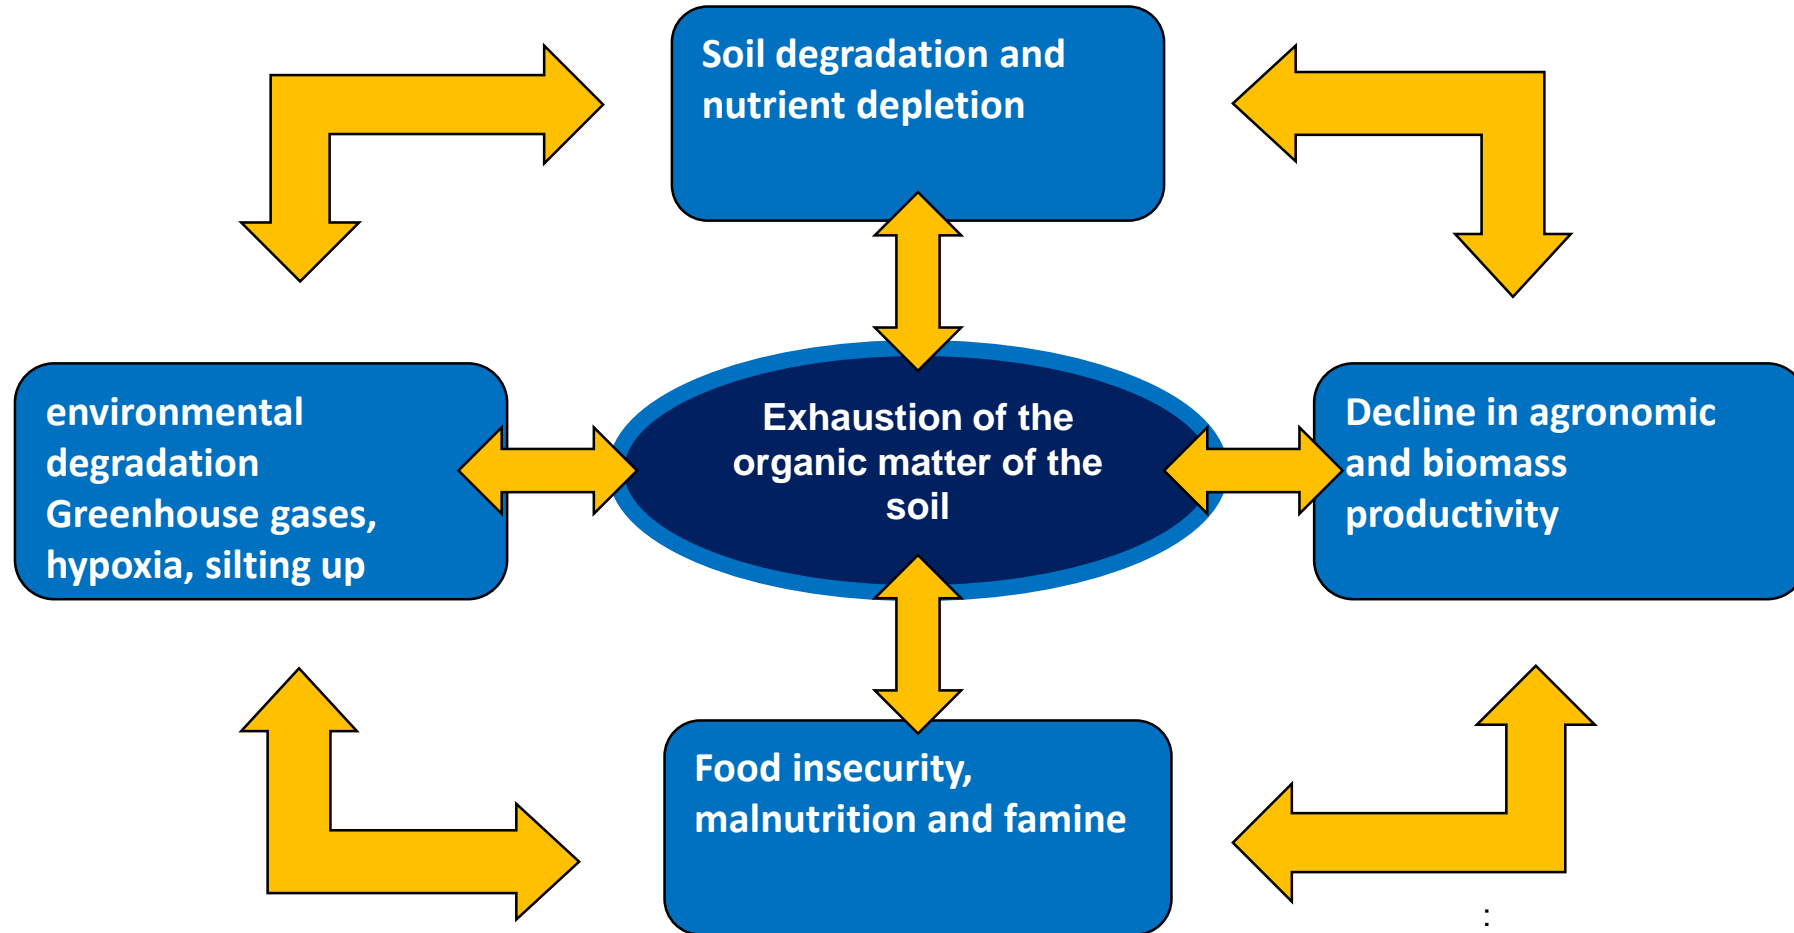 Soil degradation and
nutrient depletion
environmental
degradation
Greenhouse gases,
hypoxia, silting up
Exhaustion of the
organic matter of the
soil
Decline in agronomic
and biomass
productivity
Food insecurity,
malnutrition and famine
: